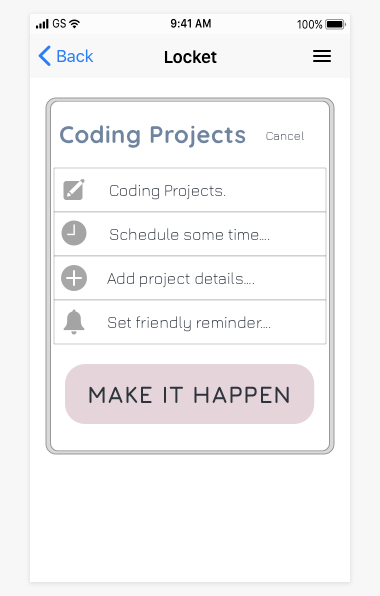 GS 9:41 AM 100%
Back Locket
Coding Projects Cancel
Coding Projects.
Schedule some time....
Add project details....
Set friendly reminder....
MAKE IT HAPPEN